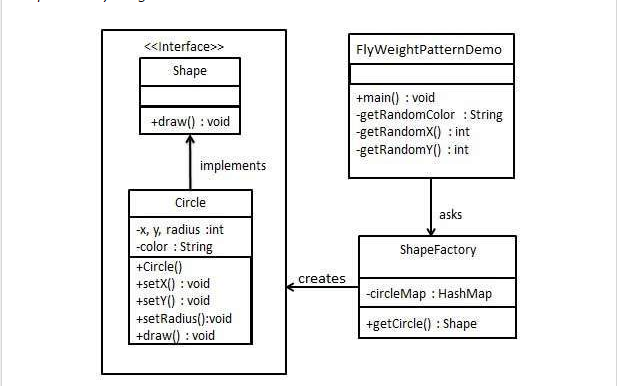 <<Interface>>
Shape
+draw() : void
implements
Circle
-x, y, radius :int
-color : String
+Circle()
+setX() : void
+setY() : void
+setRadius():void
+draw() : void
FlyWeightPatternDemo
+main() : void
-getRandomColor : String
-getRandomX() : int
-getRandomY() : int
asks
ShapeFactory
-circleMap : HashMap
+getCircle() : Shape
creates